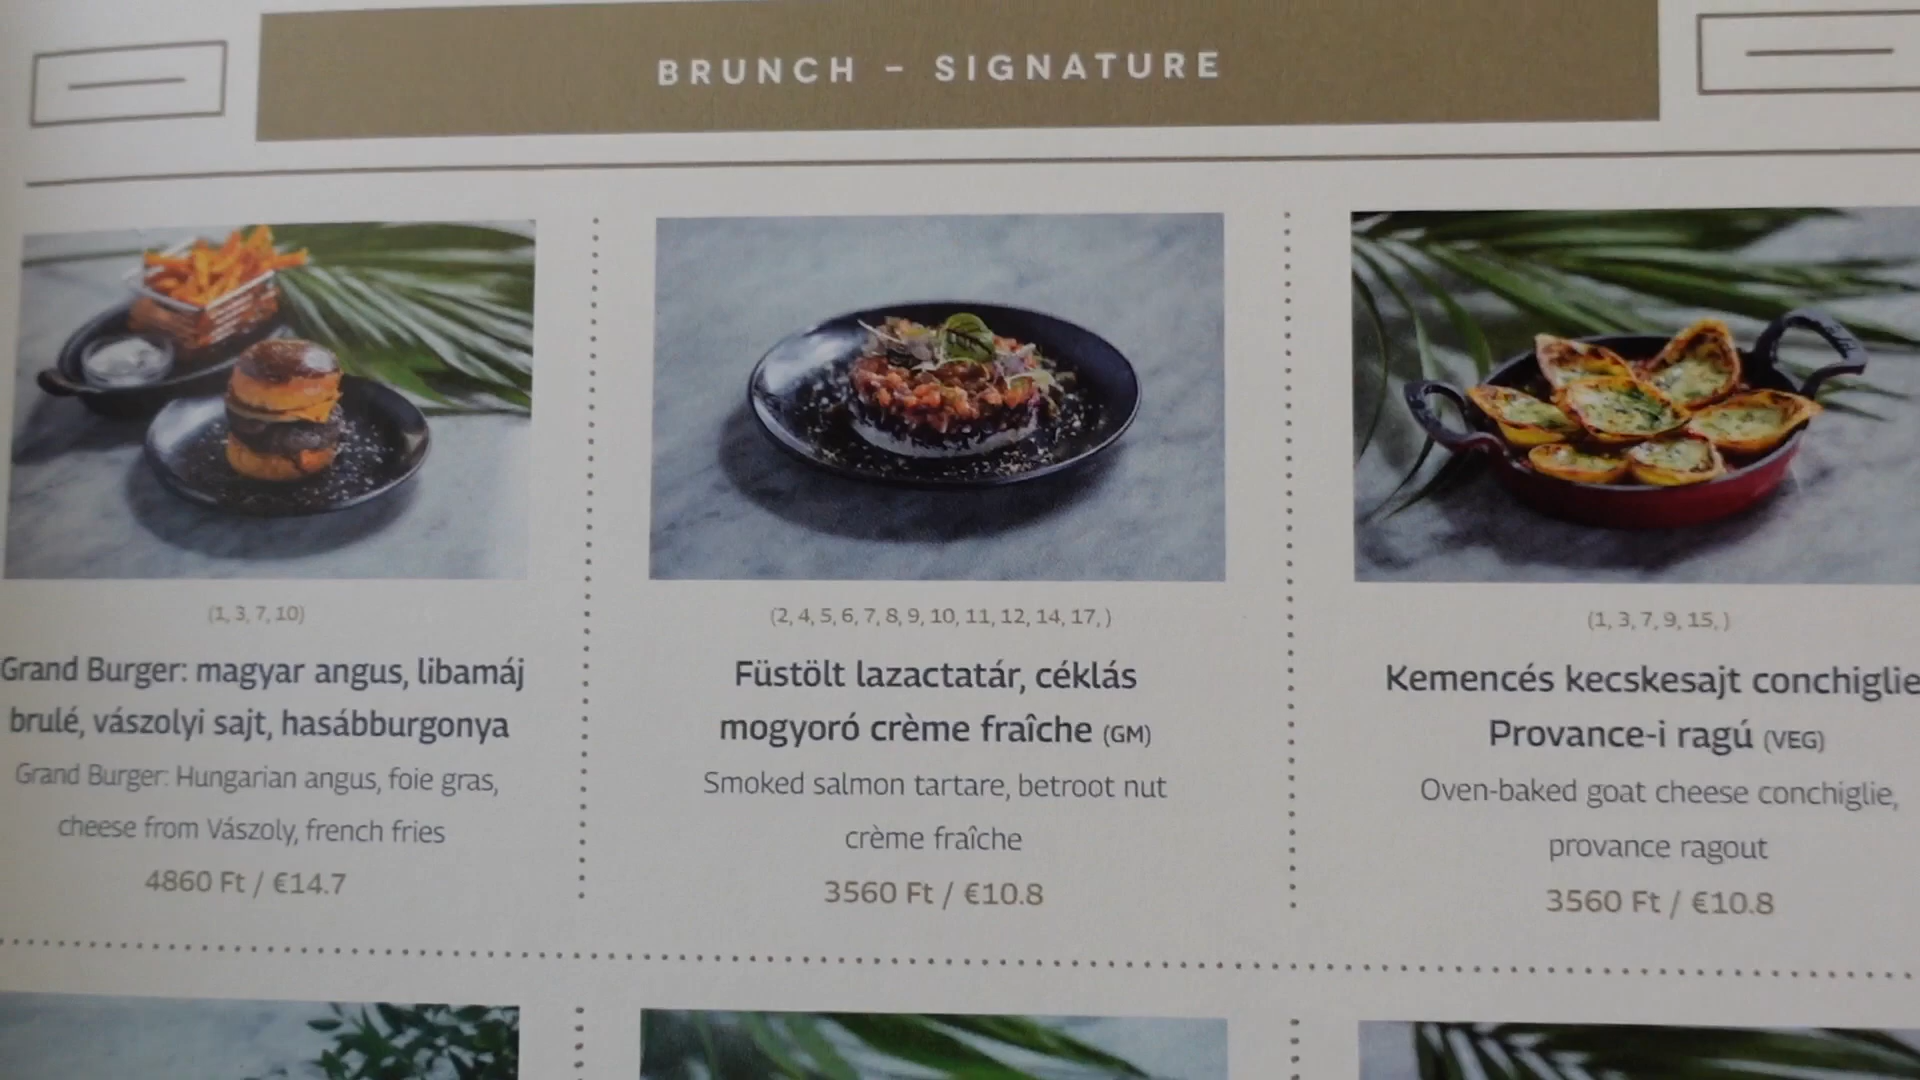 BRUNCH – SIGNATURE
(1, 3, 7, 10)
Grand Burger: magyar angus, libamáj
brulé, vászolyi sajt, hasábburgonya
Grand Burger: Hungarian angus, foie gras,
cheese from Vászoly, french fries
4860 Ft / €14.7
(2, 4, 5, 6, 7, 8, 9, 10, 11, 12, 14, 17, )
Füstölt lazactatár, céklás
mogyoró crème fraîche (GM)
Smoked salmon tartare, betroot nut
crème fraîche
3560 Ft / €10.8
(1, 3, 7, 9, 15, )
Kemencés kecskesajt conchiglie
Provance-i ragú (VEG)
Oven-baked goat cheese conchiglie,
provance ragout
3560 Ft / €10.8